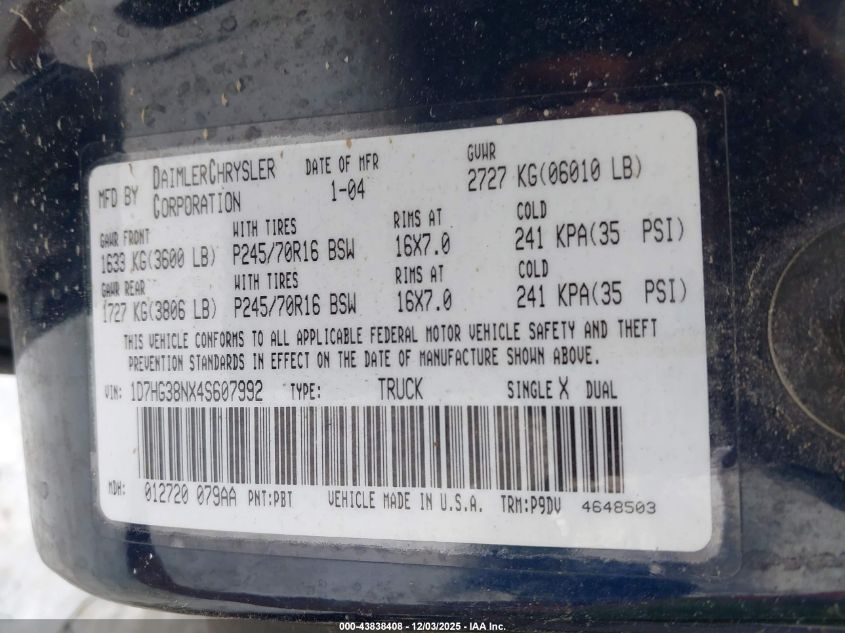 MFD BY DAIMLERCHRYSLER CORPORATION DATE OF MFR 1-04 GVWR 2727 KG(06010 LB)
GAWR FRONT WITH TIRES RIMS AT COLD
1633 KG(3600 LB) P245/70R16 BSW 16X7.0 241 KPA(35 PSI)
GAWR REAR WITH TIRES RIMS AT COLD
1727 KG(3806 LB) P245/70R16 BSW 16X7.0 241 KPA(35 PSI)
THIS VEHICLE CONFORMS TO ALL APPLICABLE FEDERAL MOTOR VEHICLE SAFETY AND THEFT
PREVENTION STANDARDS IN EFFECT ON THE DATE OF MANUFACTURE SHOWN ABOVE.
VIN: 1D7HG38NX4S607992 TYPE: TRUCK SINGLE X DUAL
MDH: 012720 079AA PNT:PBT VEHICLE MADE IN U.S.A. TRM:P9DV 4648503
000-43838408 - 12/03/2025 - IAA Inc.